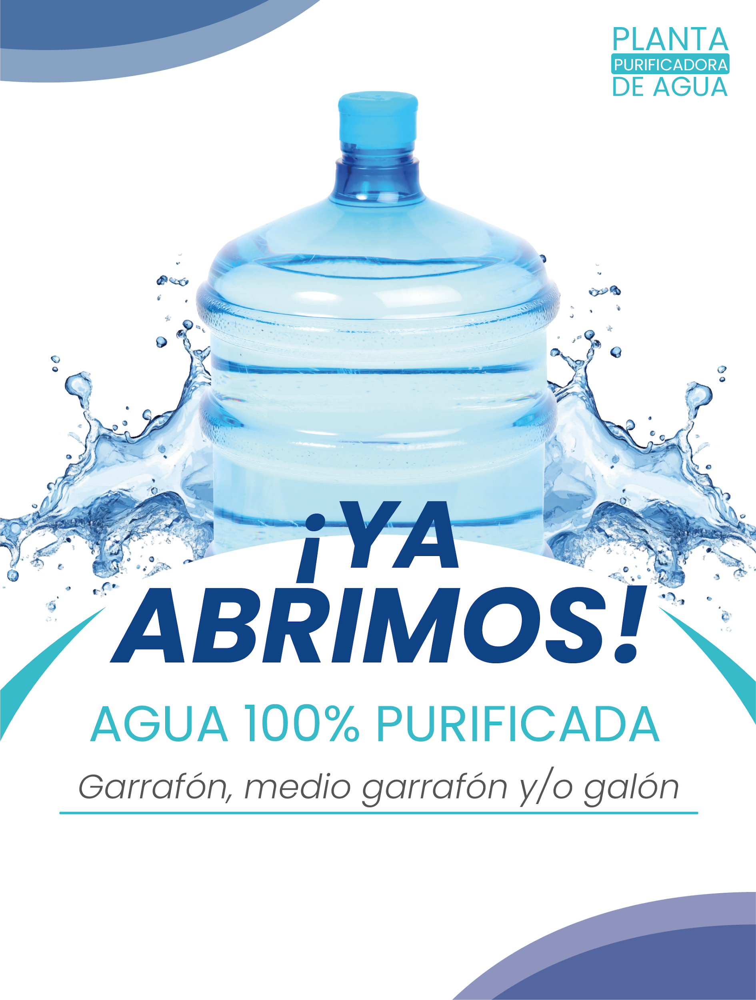 PLANTA
PURIFICADORA
DE AGUA
¡YA
ABRIMOS!
AGUA 100% PURIFICADA
Garrafón, medio garrafón y/o galón